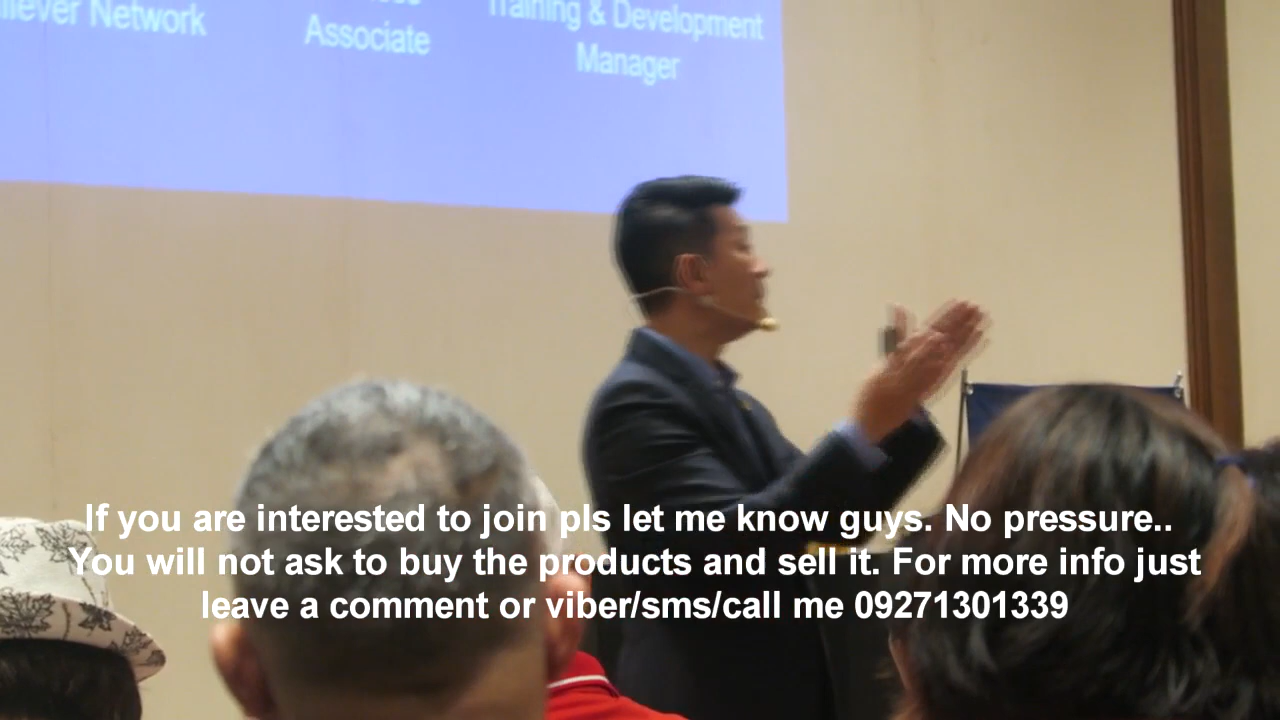 Network
Training & Development
Associate
Manager
If you are interested to join pls let me know guys. No pressure..
You will not ask to buy the products and sell it. For more info just
leave a comment or viber/sms/call me 09271301339